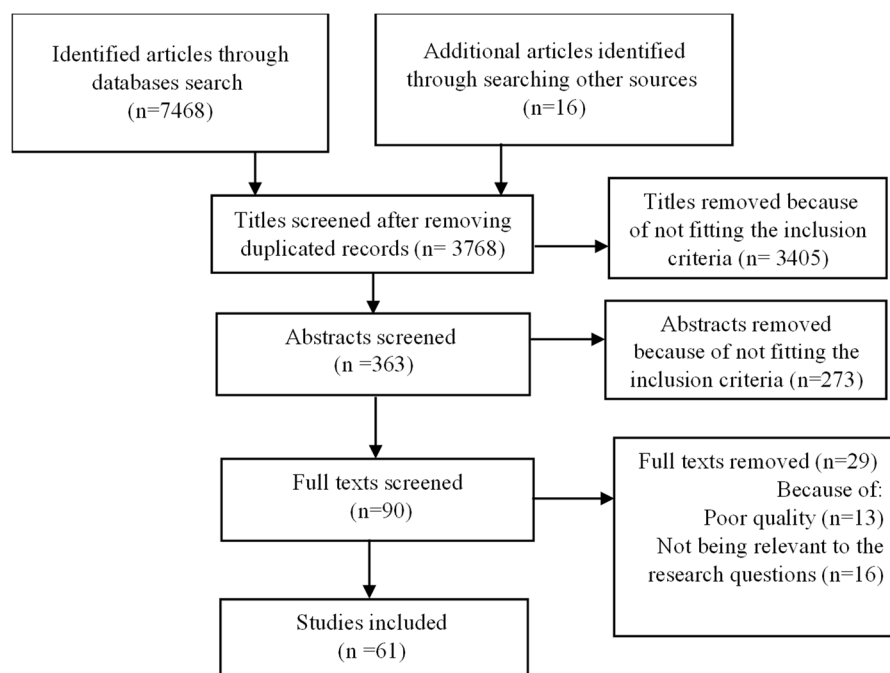 Identified articles through
databases search
(n=7468)
Additional articles identified
through searching other sources
(n=16)
Titles screened after removing
duplicated records (n= 3768)
Titles removed because
of not fitting the inclusion
criteria (n= 3405)
Abstracts screened
(n =363)
Abstracts removed
because of not fitting the
inclusion criteria (n=273)
Full texts screened
(n=90)
Full texts removed (n=29)
Because of:
Poor quality (n=13)
Not being relevant to the
research questions (n=16)
Studies included
(n =61)